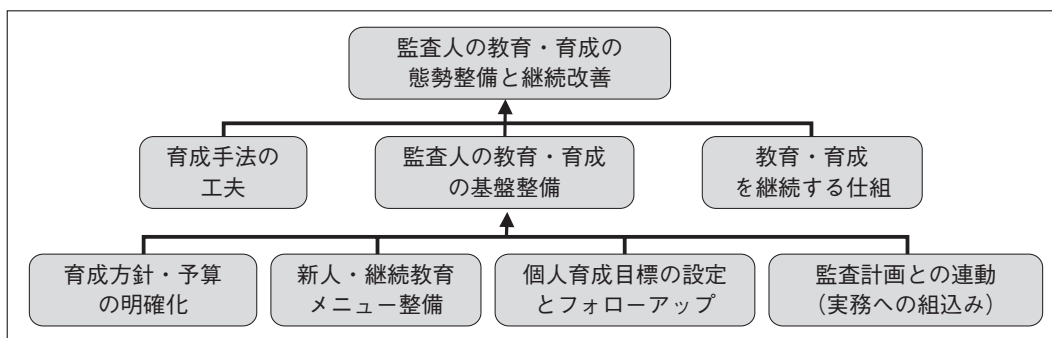 監査人の教育・育成の
態勢整備と継続改善
育成手法の
工夫
監査人の教育・育成
の基盤整備
教育・育成
を継続する仕組
育成方針・予算
の明確化
新人・継続教育
メニュー整備
個人育成目標の設定
とフォローアップ
監査計画との連動
(実務への組込み)